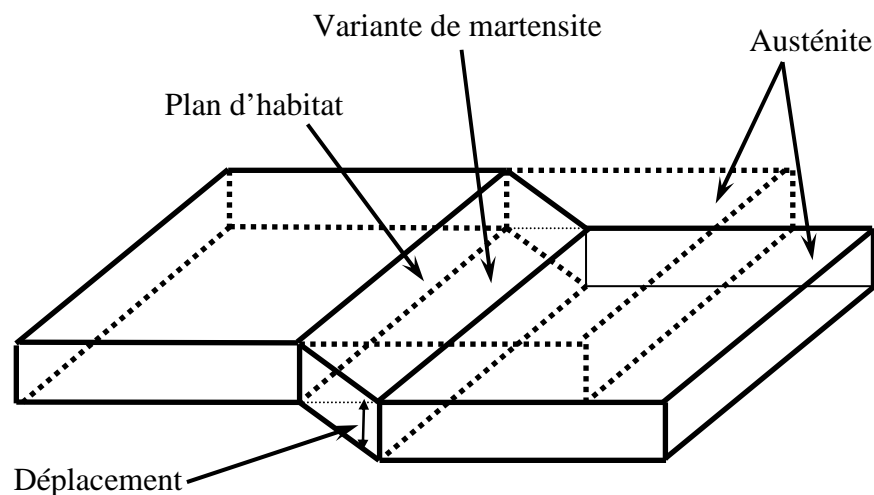 Variante de martensite
Austénite
Plan d’habitat
Déplacement